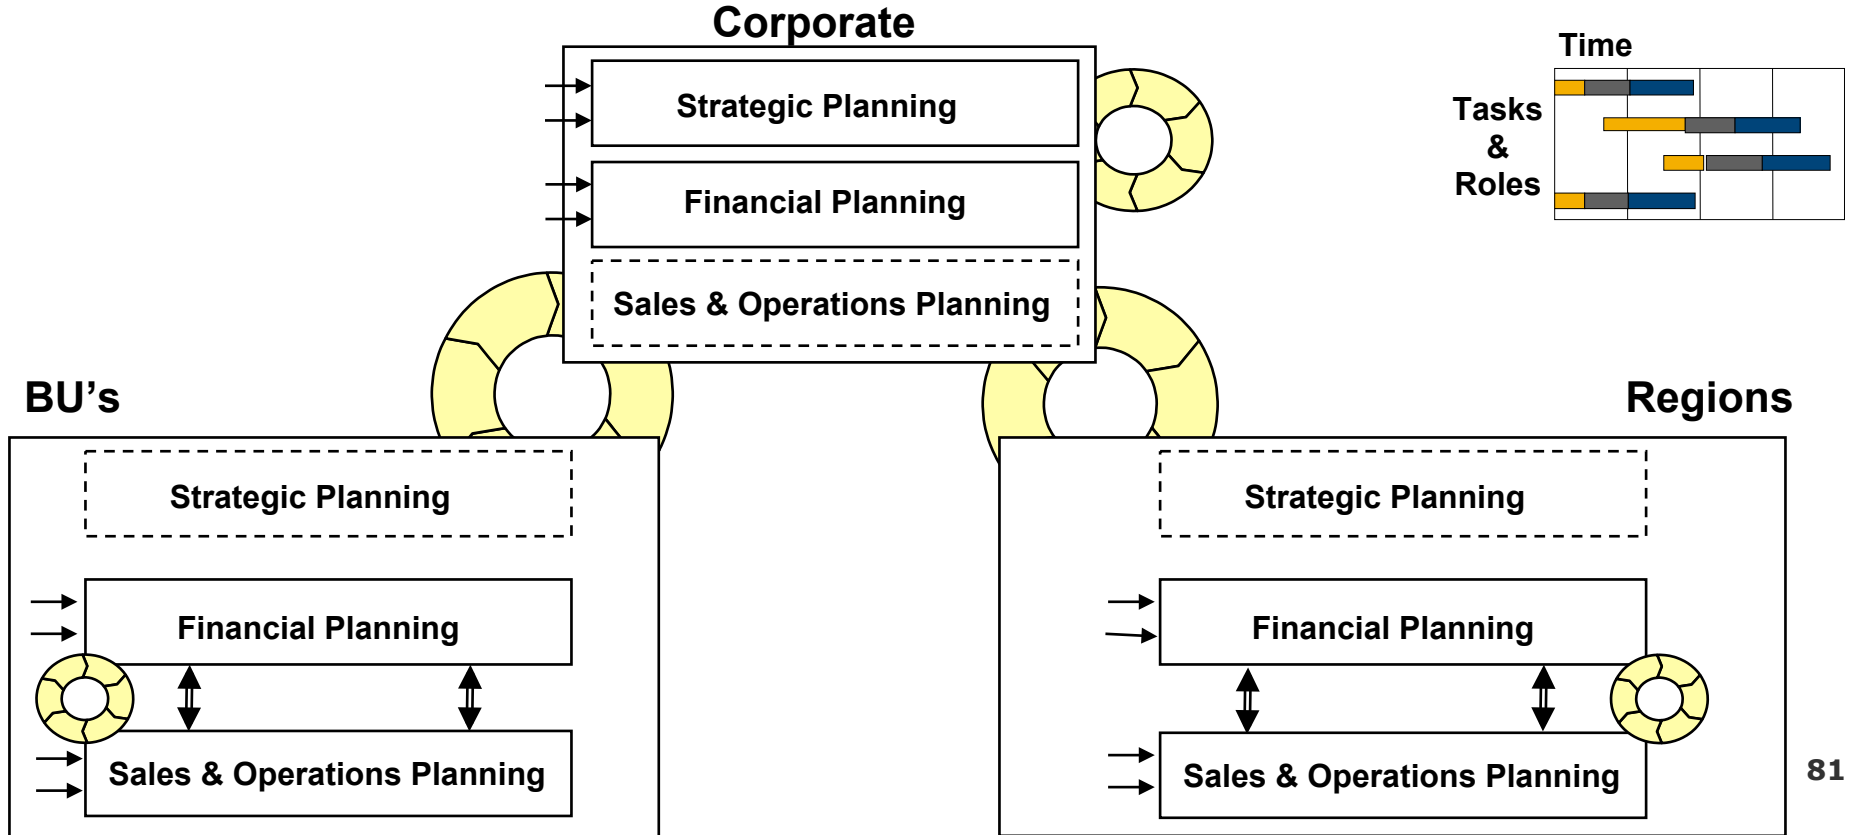 Corporate
Strategic Planning
Financial Planning
Sales & Operations Planning
Time
Tasks
&
Roles
BU’s
Strategic Planning
Financial Planning
Sales & Operations Planning
Regions
Strategic Planning
Financial Planning
Sales & Operations Planning
81